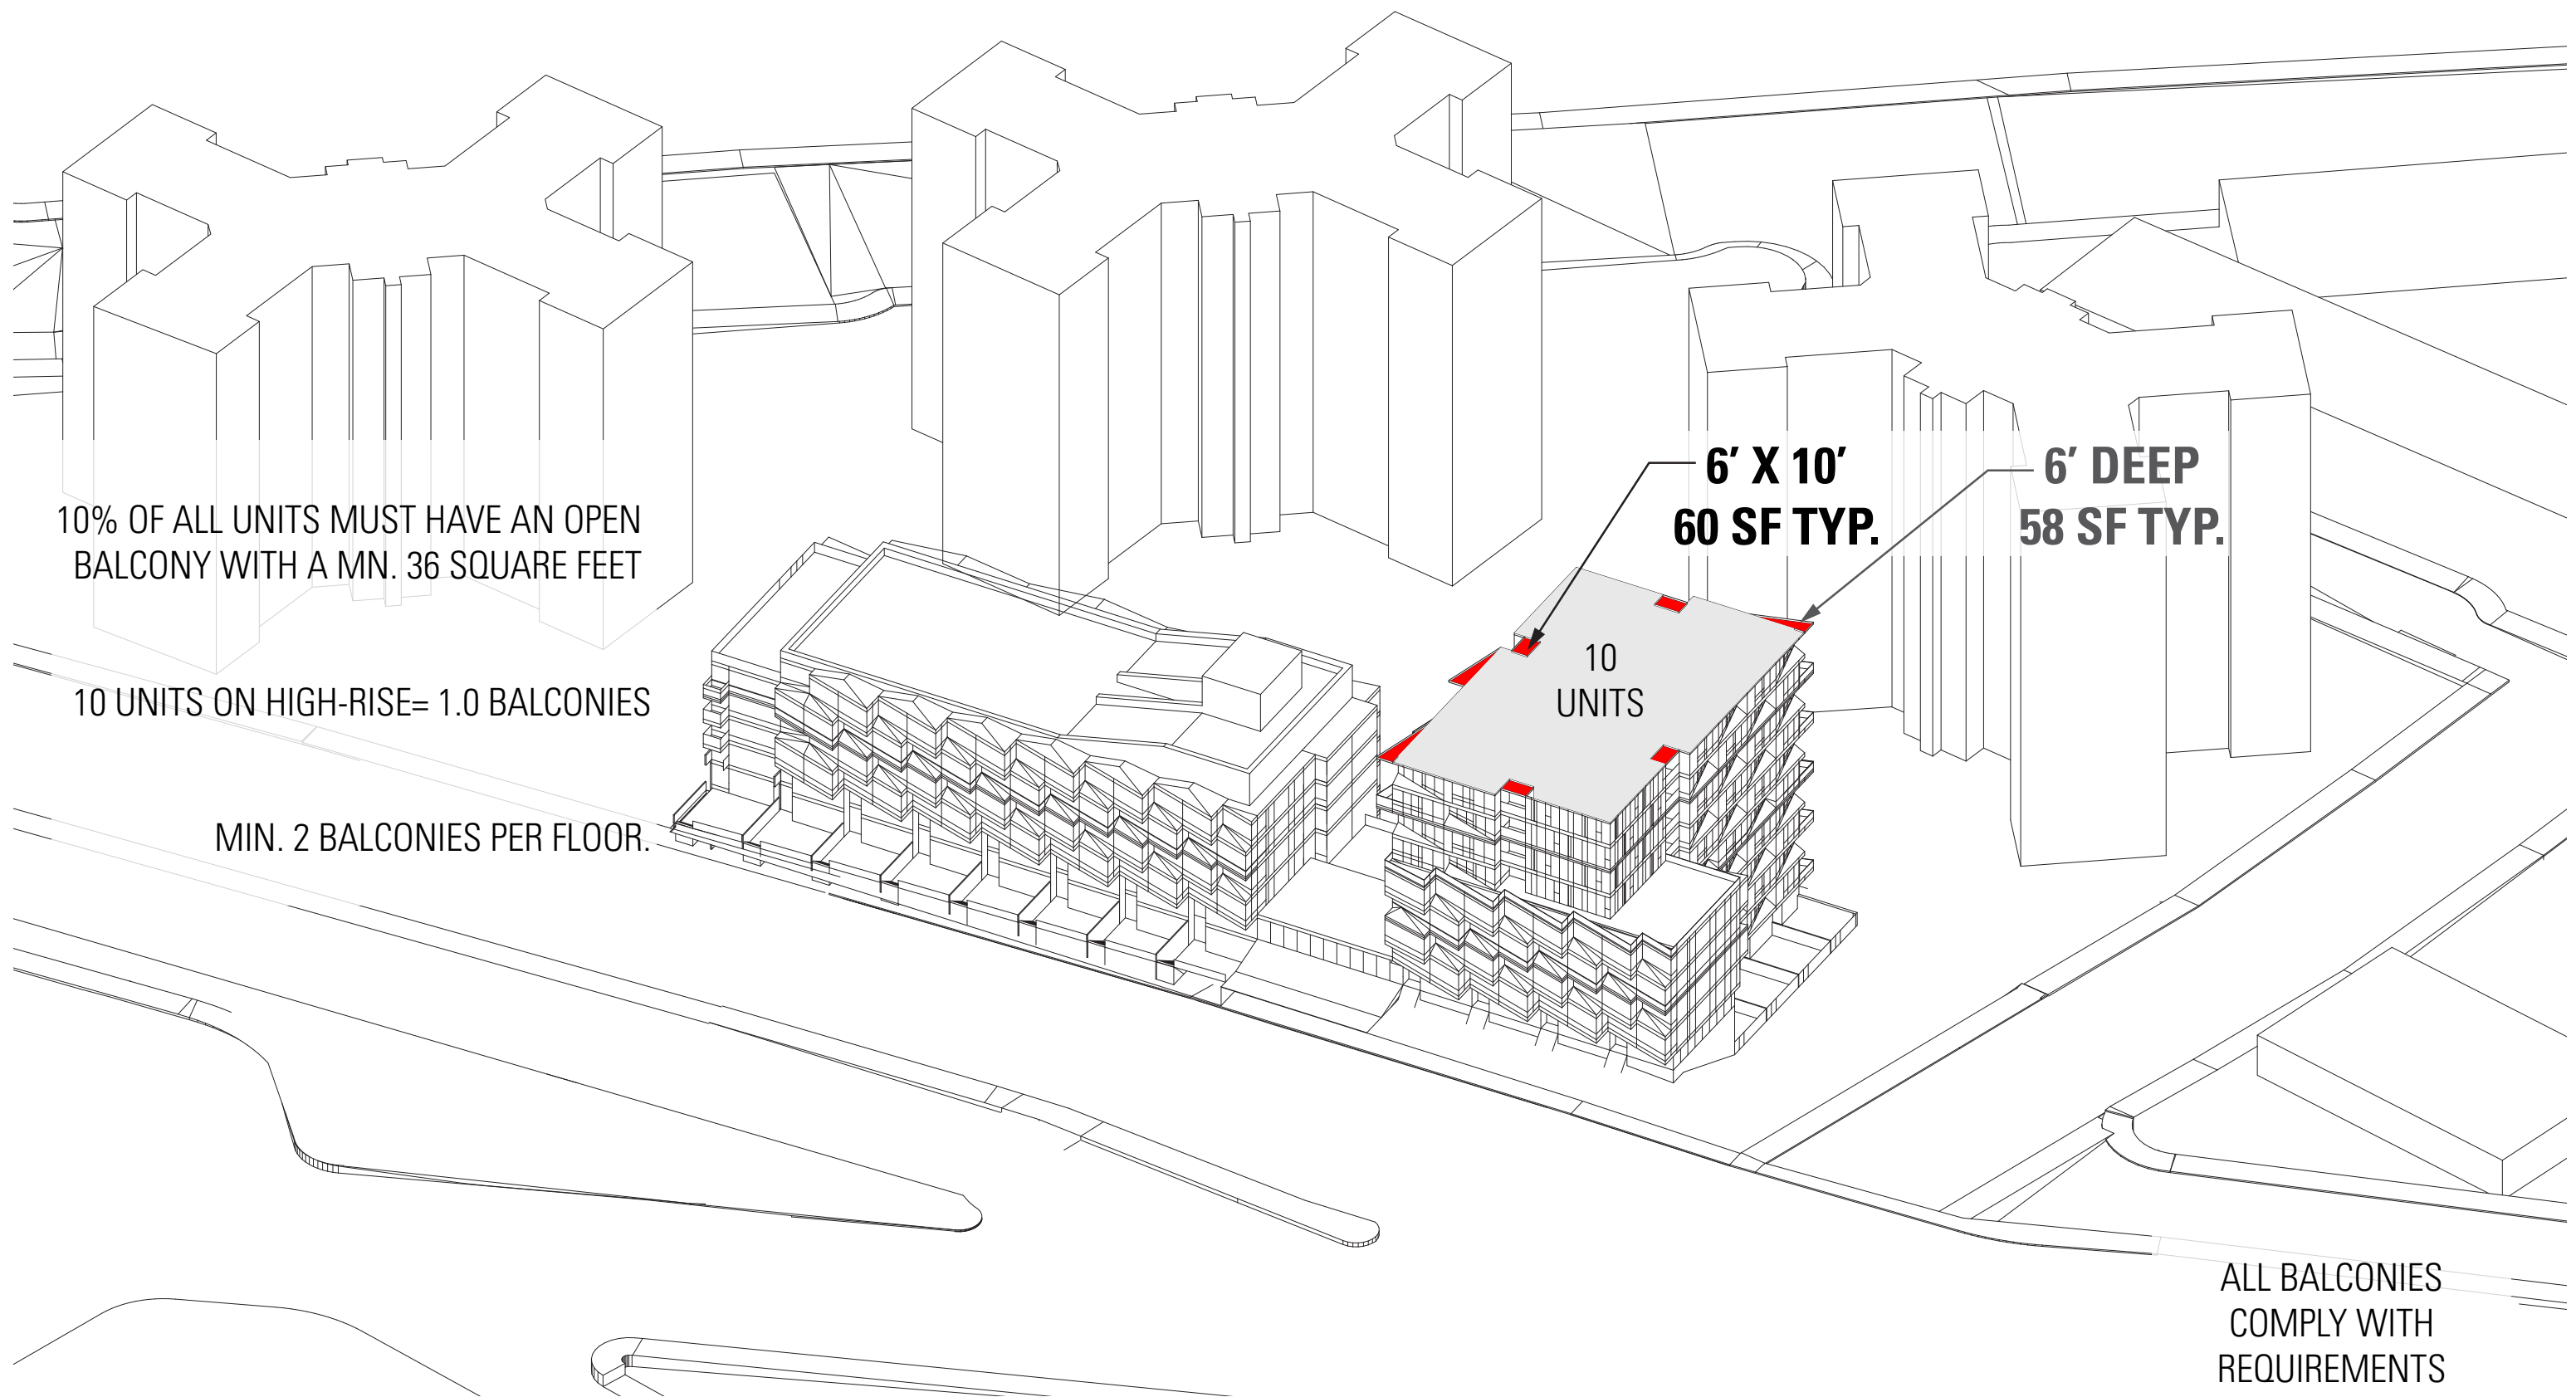 6' X 10'
60 SF TYP.
6' DEEP
58 SF TYP.
10% OF ALL UNITS MUST HAVE AN OPEN
BALCONY WITH A MN. 36 SQUARE FEET
10
UNITS
10 UNITS ON HIGH-RISE= 1.0 BALCONIES
MIN. 2 BALCONIES PER FLOOR.
ALL BALCONIES
COMPLY WITH
REQUIREMENTS